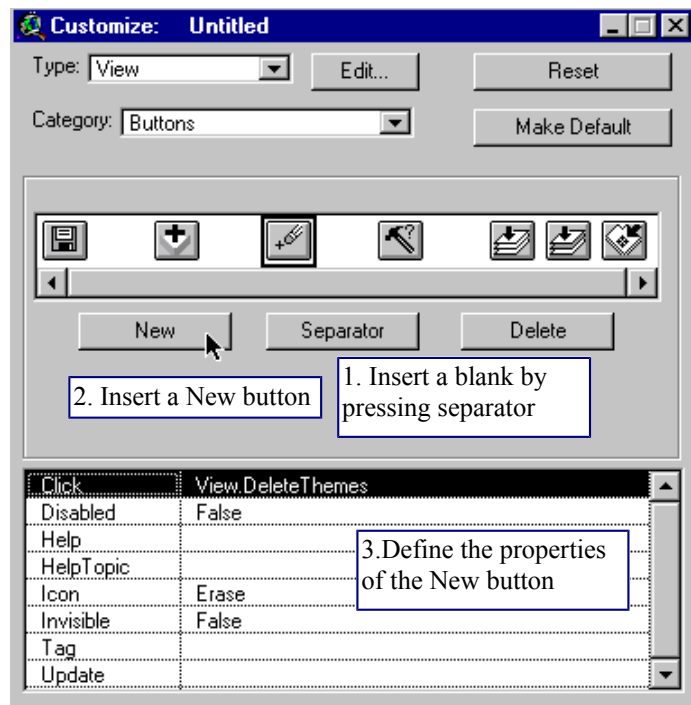 Customize: Untitled
Type: View Edit... Reset
Category: Buttons Make Default
New Separator Delete
2. Insert a New button
1. Insert a blank by
pressing separator
Click View.DeleteThemes
Disabled False
Help
HelpTopic
3.Define the properties
of the New button
Icon Erase
Invisible False
Tag
Update